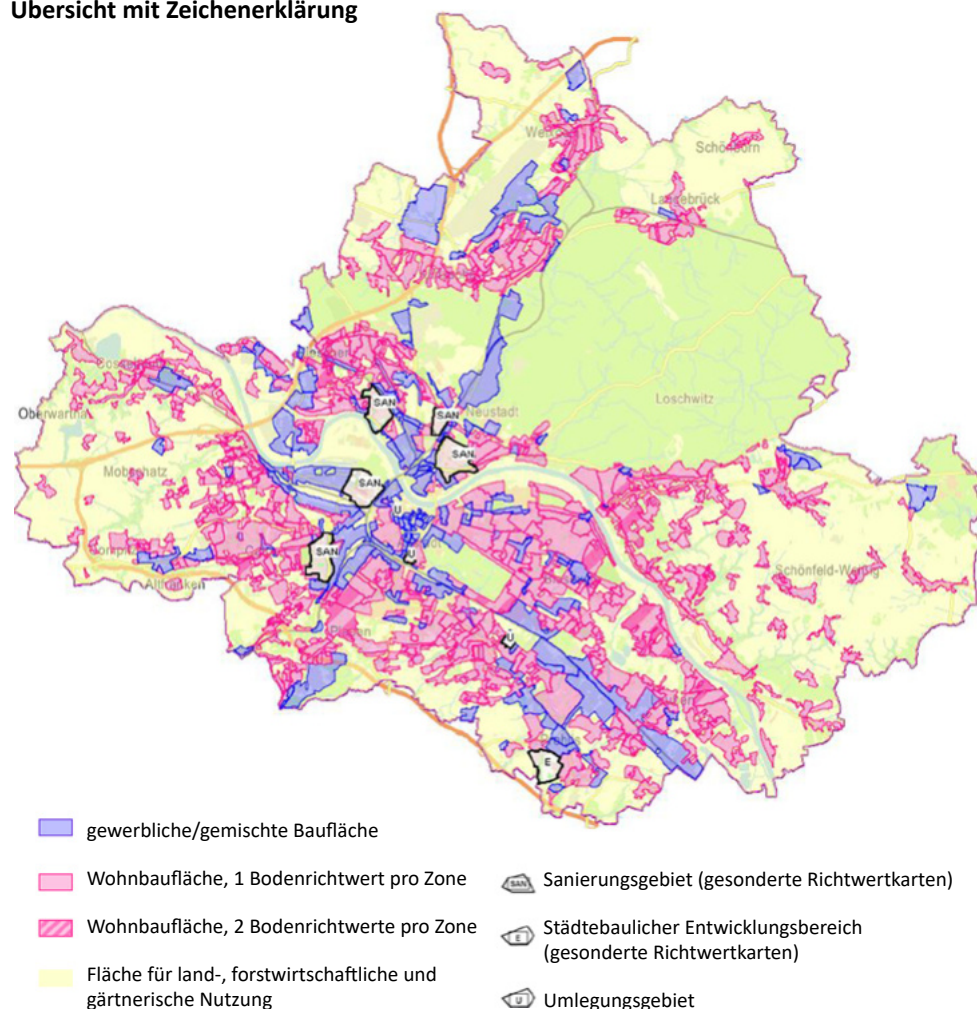 Übersicht mit Zeichenerklärung
Schönborn
Langebrück
Loschwitz
Neustadt
SAN
SAN
SAN
Oberwartha
Mobschatz
SAN
U
SAN
U
Altfranken
Schönfeld-Weißig
Ü
E
gewerbliche/gemischte Baufläche
Wohnbaufläche, 1 Bodenrichtwert pro Zone
Wohnbaufläche, 2 Bodenrichtwerte pro Zone
Fläche für land-, forstwirtschaftliche und
gärtnerische Nutzung
SAN Sanierungsgebiet (gesonderte Richtwertkarten)
E Städtebaulicher Entwicklungsbereich
(gesonderte Richtwertkarten)
U Umlegungsgebiet